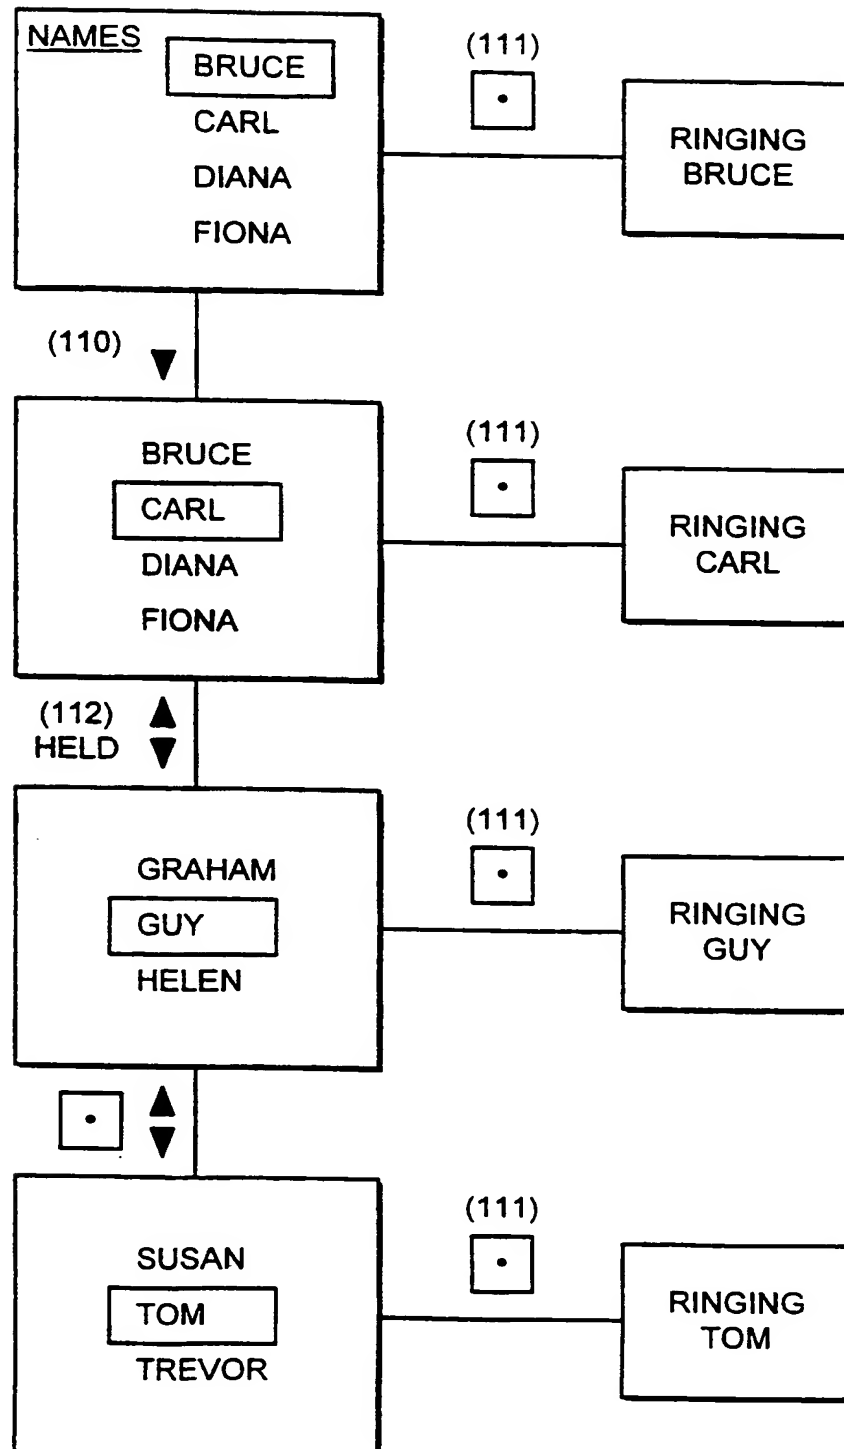 NAMES
BRUCE
CARL
DIANA
FIONA
(111)
RINGING
BRUCE
(110)
BRUCE
CARL
DIANA
FIONA
(111)
RINGING
CARL
(112)
HELD
GRAHAM
GUY
HELEN
(111)
RINGING
GUY
SUSAN
TOM
TREVOR
(111)
RINGING
TOM